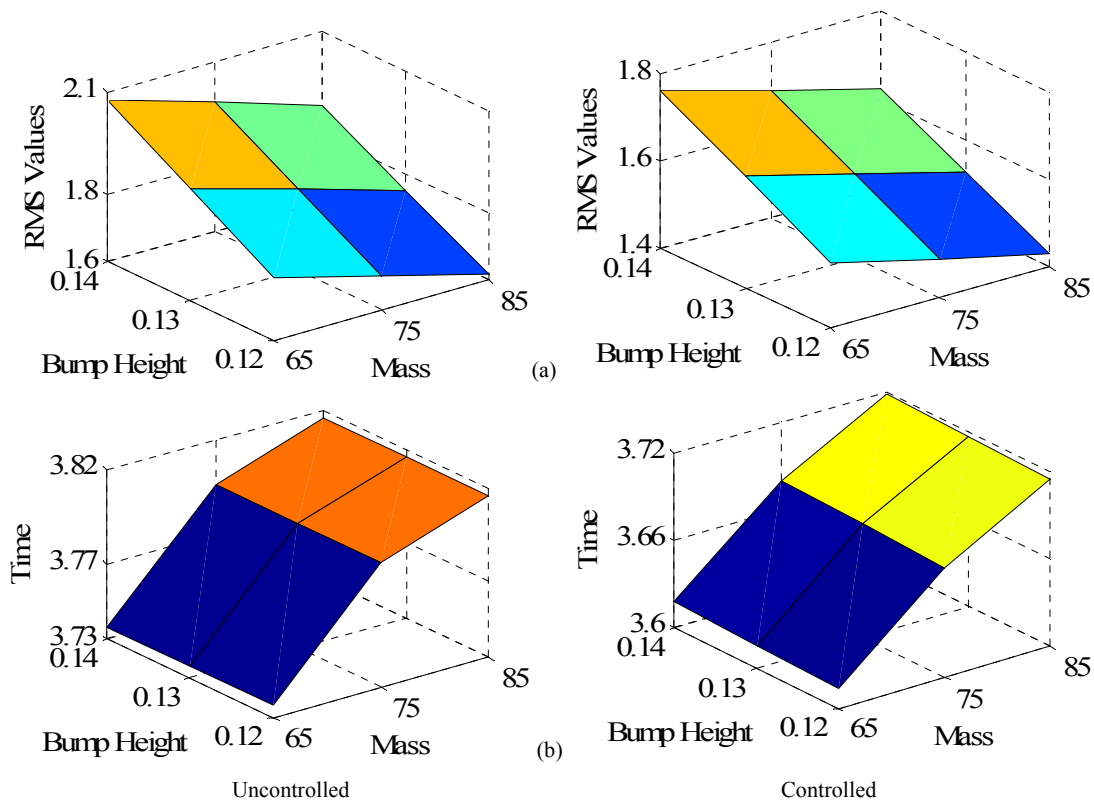 2.1
1.8
1.6
RMS Values
0.14
0.13
0.12
Bump Height
65
75
85
Mass
1.8
1.6
1.4
RMS Values
0.14
0.13
0.12
Bump Height
65
75
85
Mass
(a)
3.82
3.77
3.73
Time
0.14
0.13
0.12
Bump Height
65
75
85
Mass
3.72
3.66
3.6
Time
0.14
0.13
0.12
Bump Height
65
75
85
Mass
(b)
Uncontrolled
Controlled